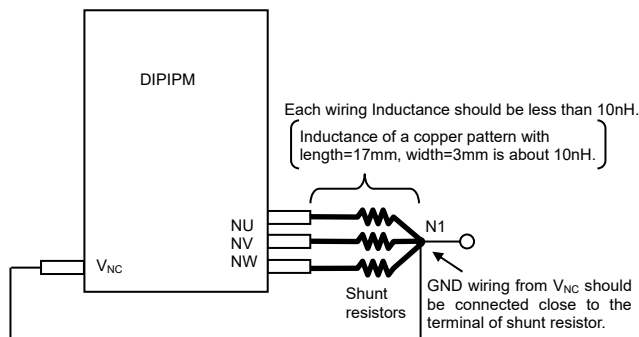 DIPIPM
Each wiring Inductance should be less than 10nH.
Inductance of a copper pattern with
length=17mm, width=3mm is about 10nH.
NU
NV
NW
N1
VNC
Shunt
resistors
GND wiring from VNC should
be connected close to the
terminal of shunt resistor.